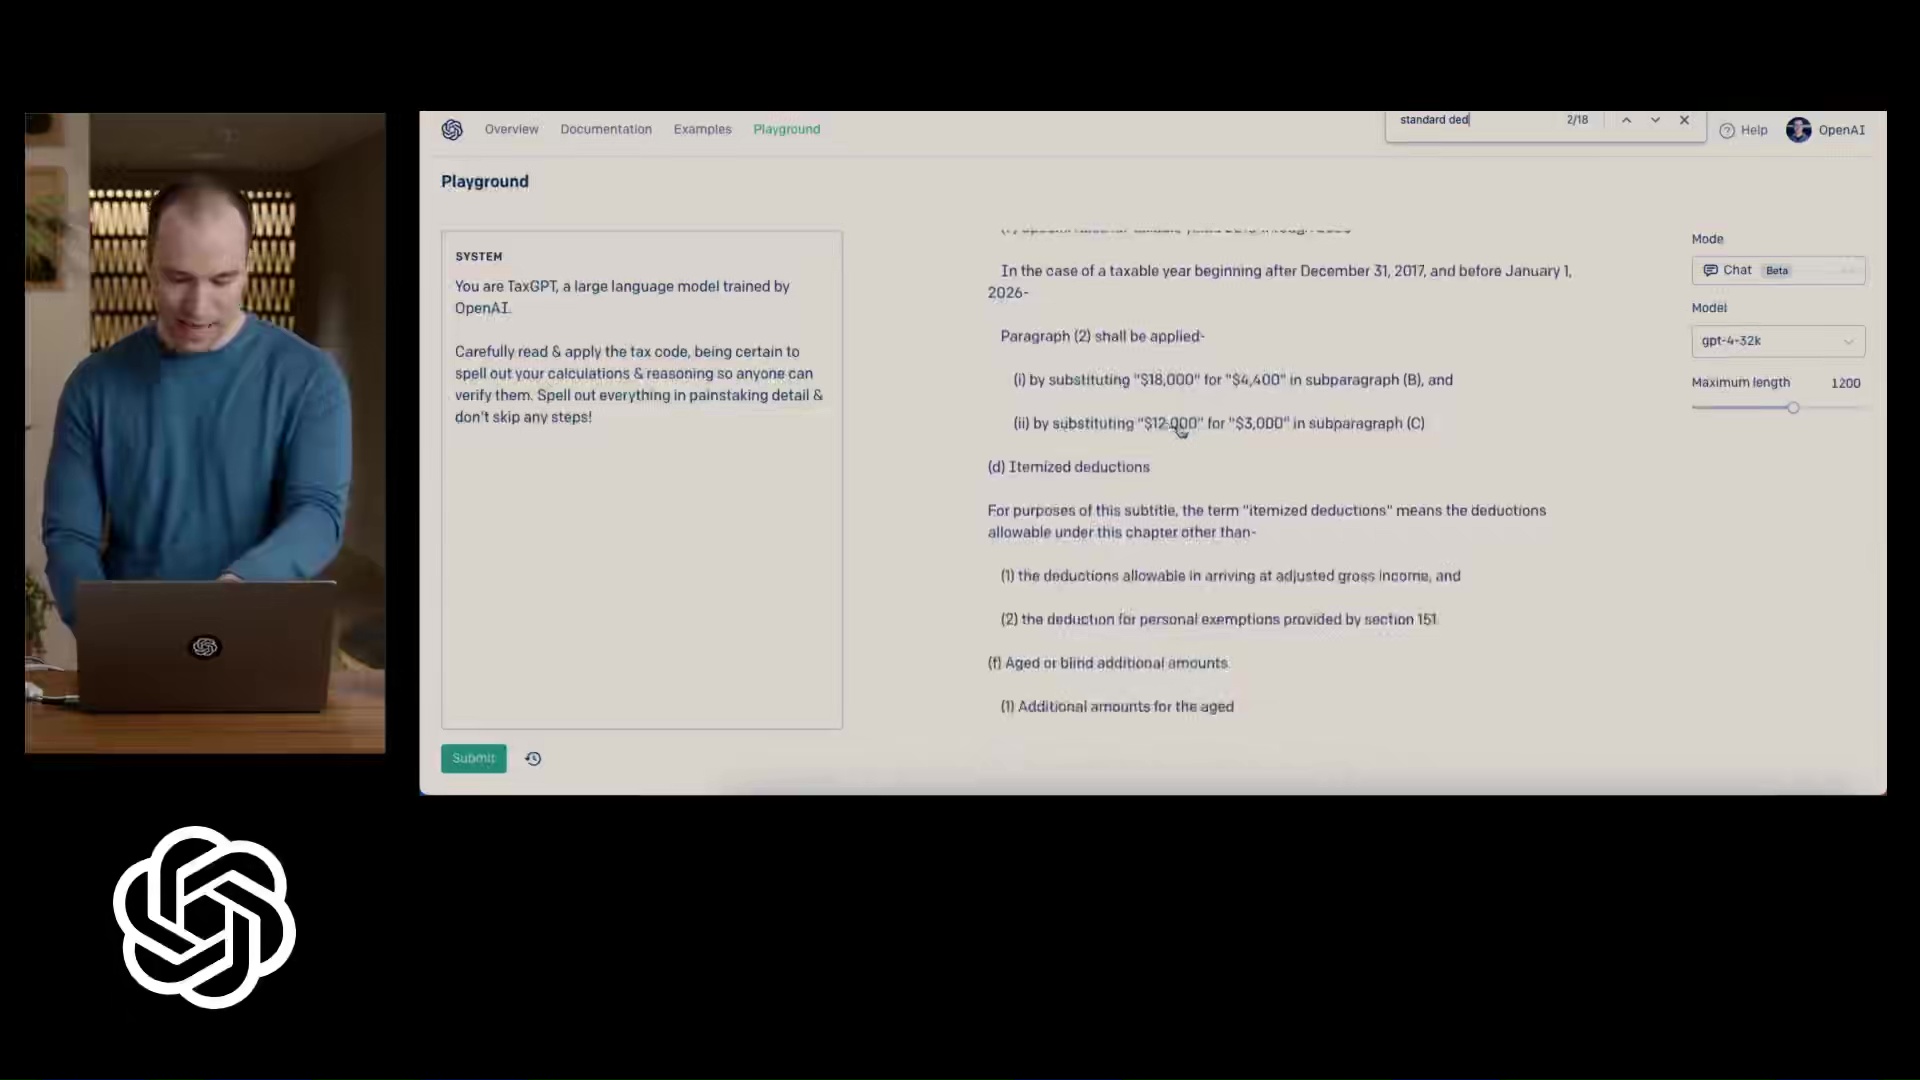 Overview Documentation Examples Playground
standard ded 2/18
Help OpenAI
Playground
SYSTEM
You are TaxGPT, a large language model trained by
OpenAI.
Carefully read & apply the tax code, being certain to
spell out your calculations & reasoning so anyone can
verify them. Spell out everything in painstaking detail &
don't skip any steps!
Submit
In the case of a taxable year beginning after December 31, 2017, and before January 1,
2026-
Paragraph (2) shall be applied-
(i) by substituting "$18,000" for "$4,400" in subparagraph (B), and
(ii) by substituting "$12,000" for "$3,000" in subparagraph (C)
(d) Itemized deductions
For purposes of this subtitle, the term "itemized deductions" means the deductions
allowable under this chapter other than-
(1) the deductions allowable in arriving at adjusted gross income, and
(2) the deduction for personal exemptions provided by section 151
(f) Aged or blind additional amounts
(1) Additional amounts for the aged
Mode
Chat Beta
Model
gpt-4-32k
Maximum length 1200